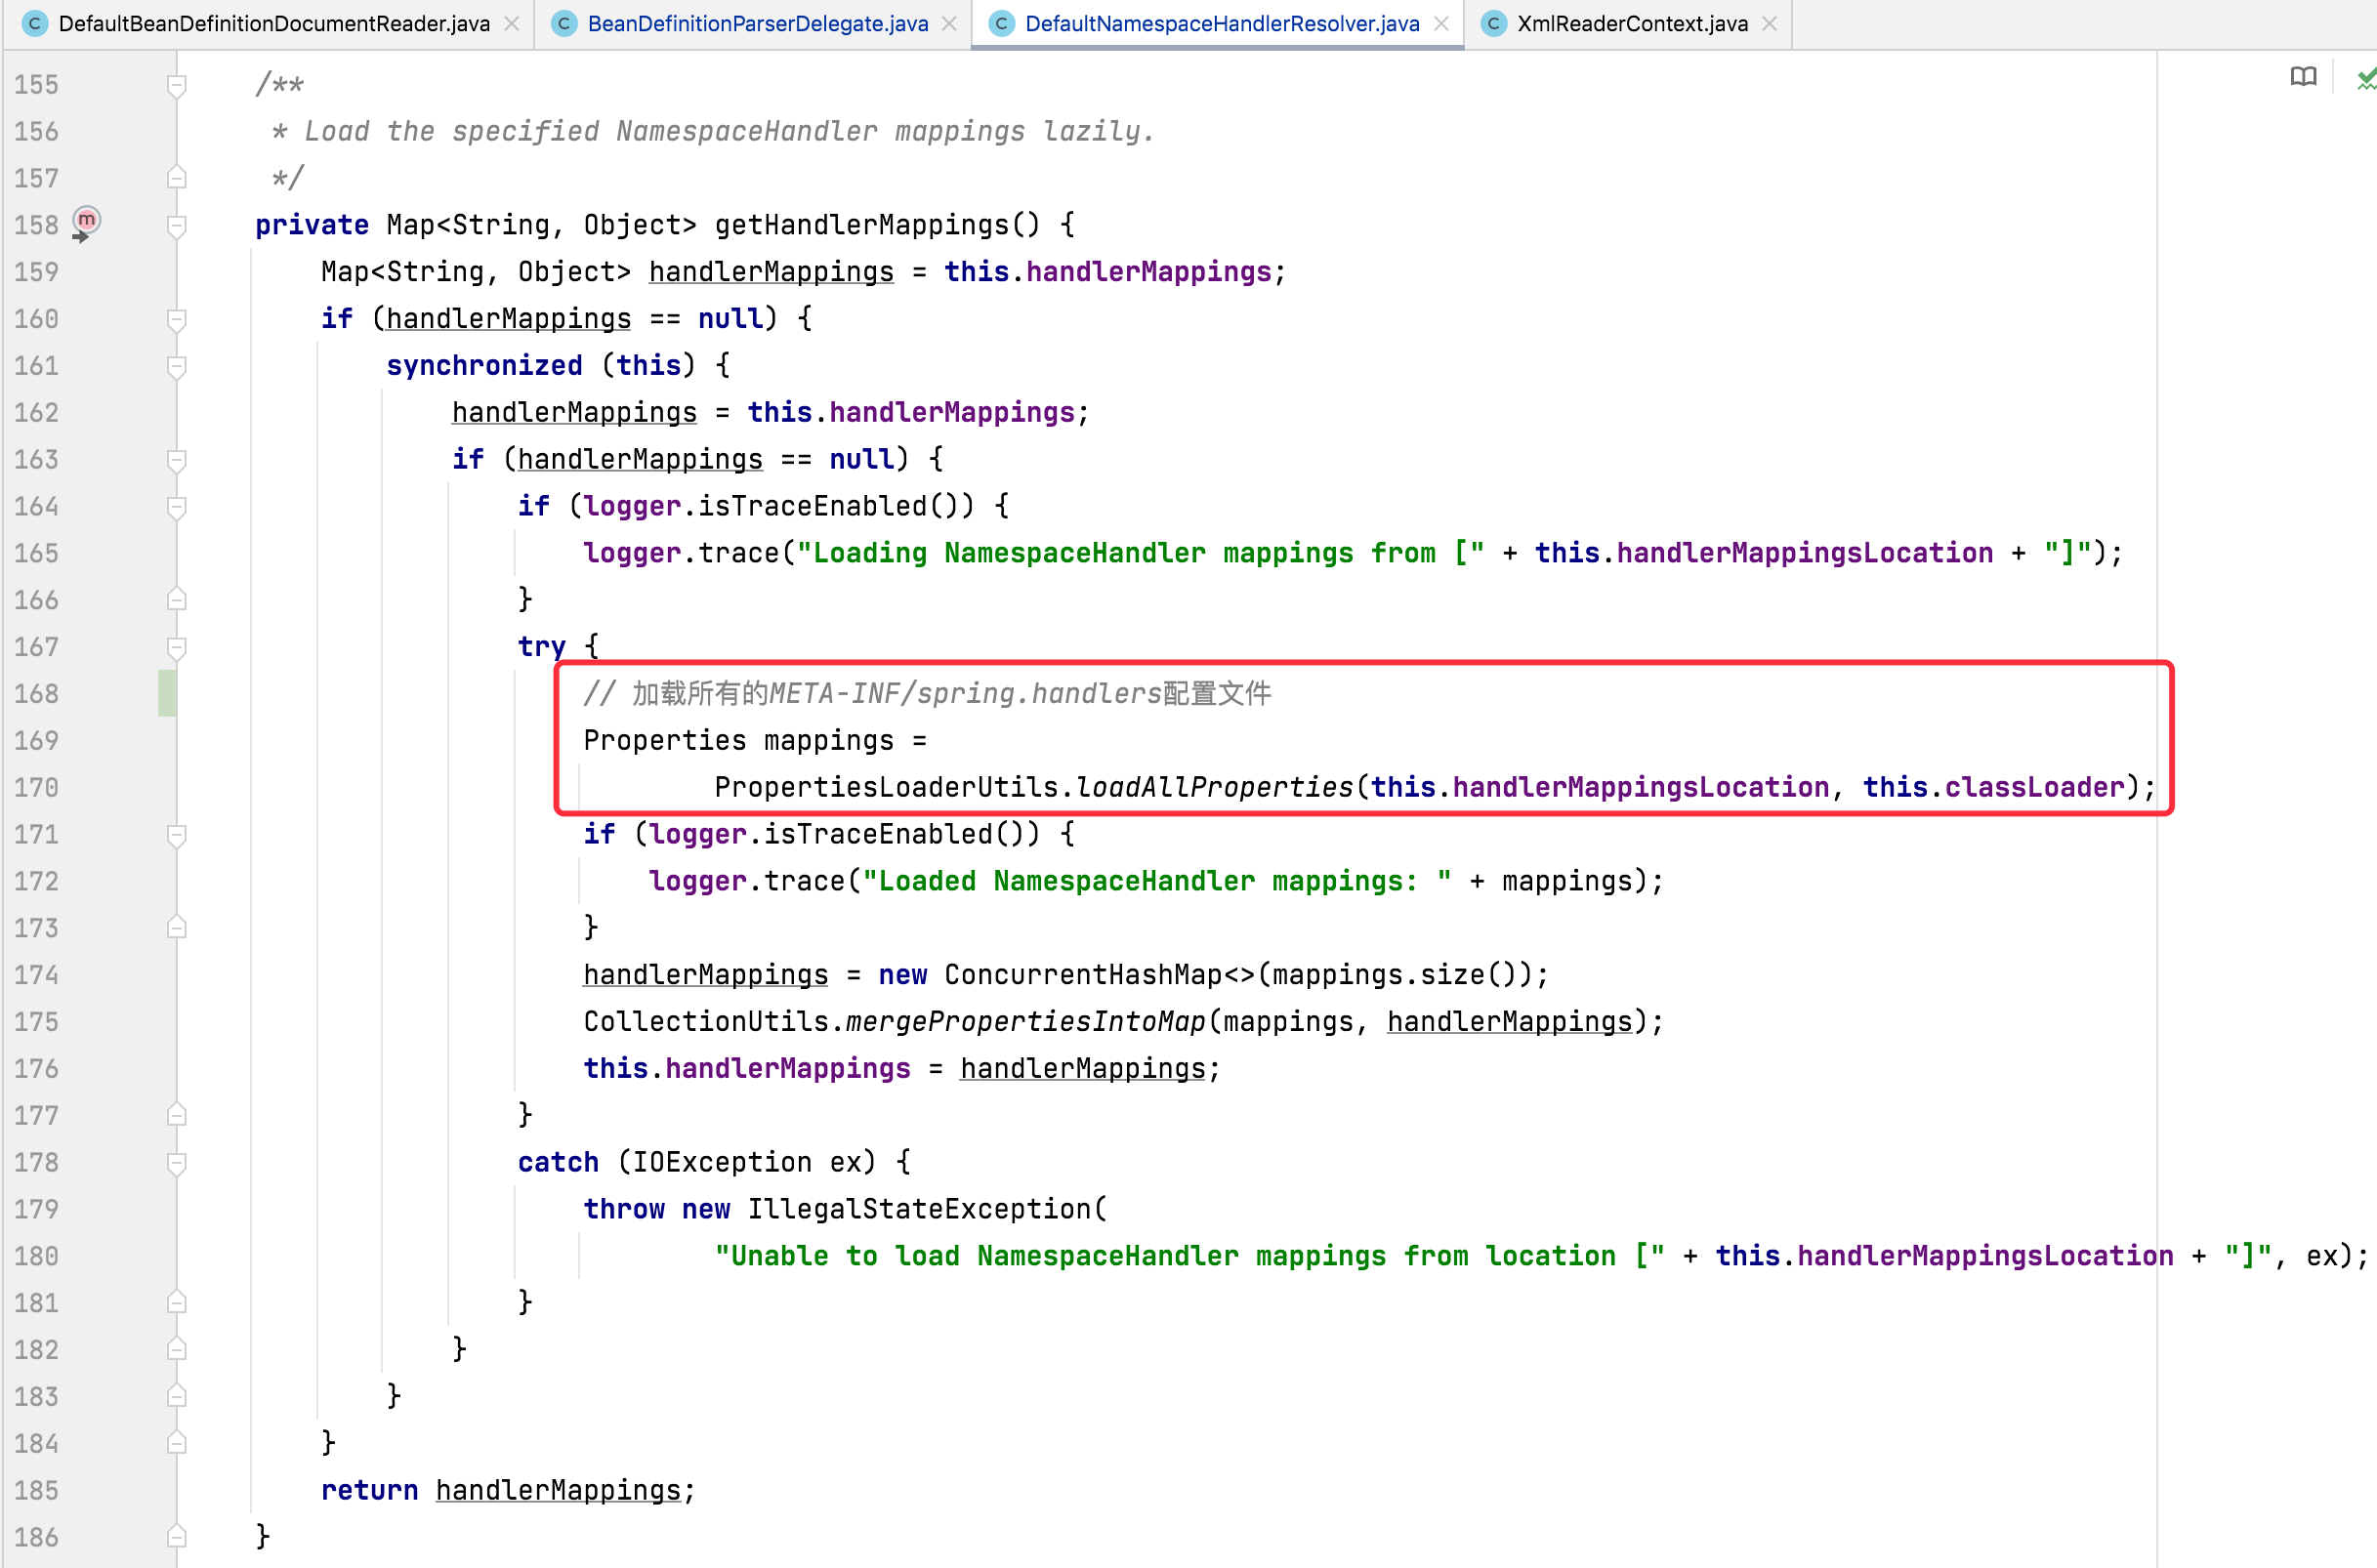 DefaultBeanDefinitionDocumentReader.java BeanDefinitionParserDelegate.java DefaultNamespaceHandlerResolver.java XmlReaderContext.java
155 /**
156 * Load the specified NamespaceHandler mappings lazily.
157 */
158 private Map<String, Object> getHandlerMappings() {
159 Map<String, Object> handlerMappings = this.handlerMappings;
160 if (handlerMappings == null) {
161 synchronized (this) {
162 handlerMappings = this.handlerMappings;
163 if (handlerMappings == null) {
164 if (logger.isTraceEnabled()) {
165 logger.trace("Loading NamespaceHandler mappings from [" + this.handlerMappingsLocation + "]");
166 }
167 try {
168 // 加载所有的META-INF/spring.handlers配置文件
169 Properties mappings =
170 PropertiesLoaderUtils.loadAllProperties(this.handlerMappingsLocation, this.classLoader);
171 if (logger.isTraceEnabled()) {
172 logger.trace("Loaded NamespaceHandler mappings: " + mappings);
173 }
174 handlerMappings = new ConcurrentHashMap<>(mappings.size());
175 CollectionUtils.mergePropertiesIntoMap(mappings, handlerMappings);
176 this.handlerMappings = handlerMappings;
177 }
178 catch (IOException ex) {
179 throw new IllegalStateException(
180 "Unable to load NamespaceHandler mappings from location [" + this.handlerMappingsLocation + "]", ex);
181 }
182 }
183 }
184 }
185 return handlerMappings;
186 }